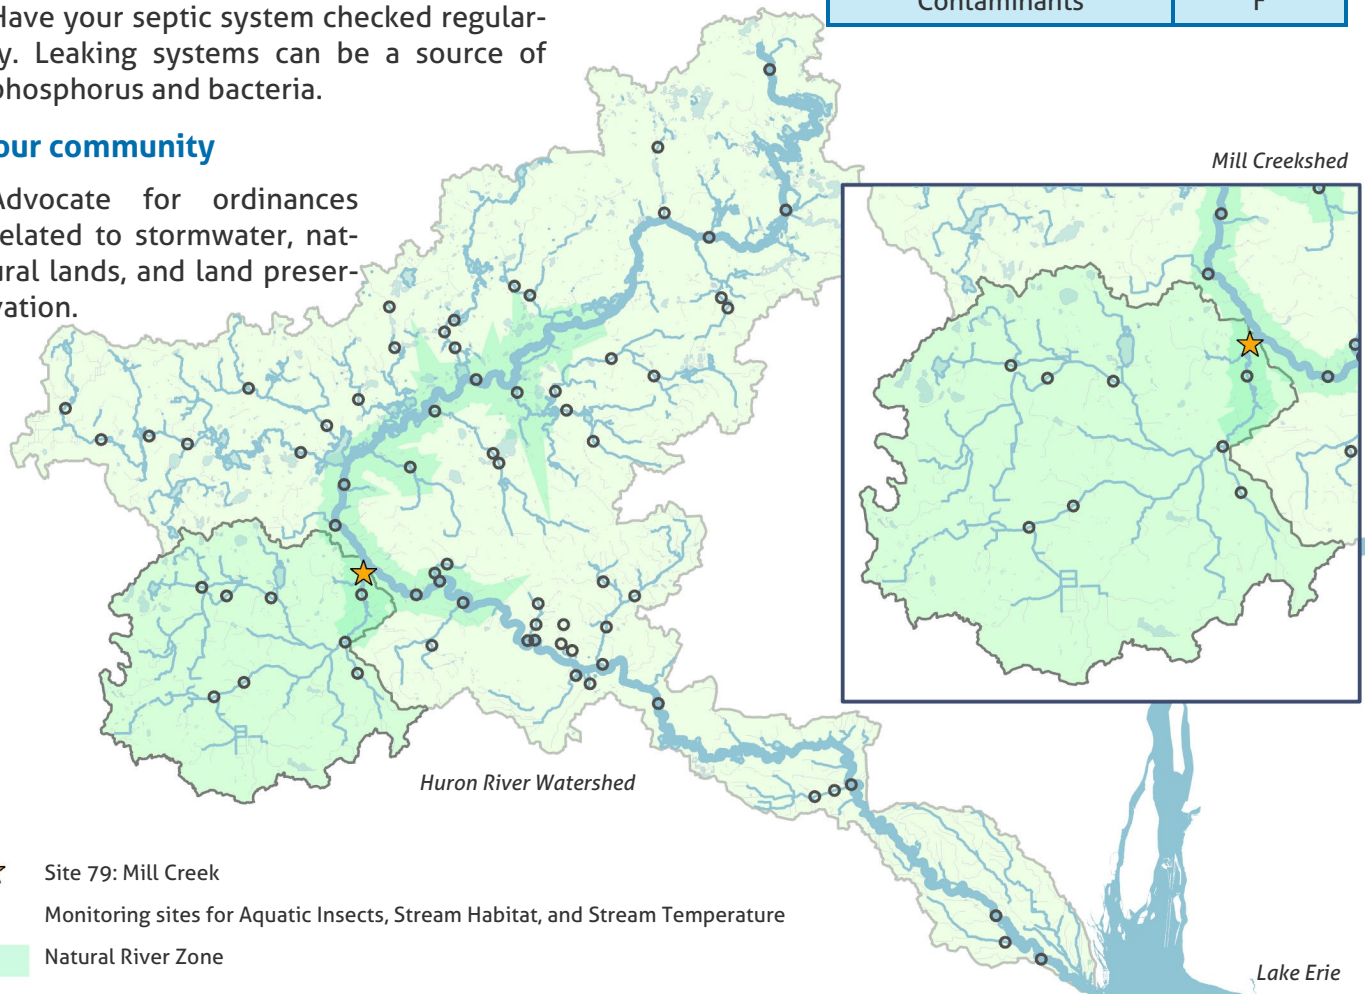 Have your septic system checked regular-
y. Leaking systems can be a source of
phosphorus and bacteria.
our community
Advocate for ordinances
related to stormwater, nat-
ural lands, and land preser-
vation.
Contaminants F
Mill Creekshed
Huron River Watershed
Site 79: Mill Creek
Monitoring sites for Aquatic Insects, Stream Habitat, and Stream Temperature
Natural River Zone
Lake Erie